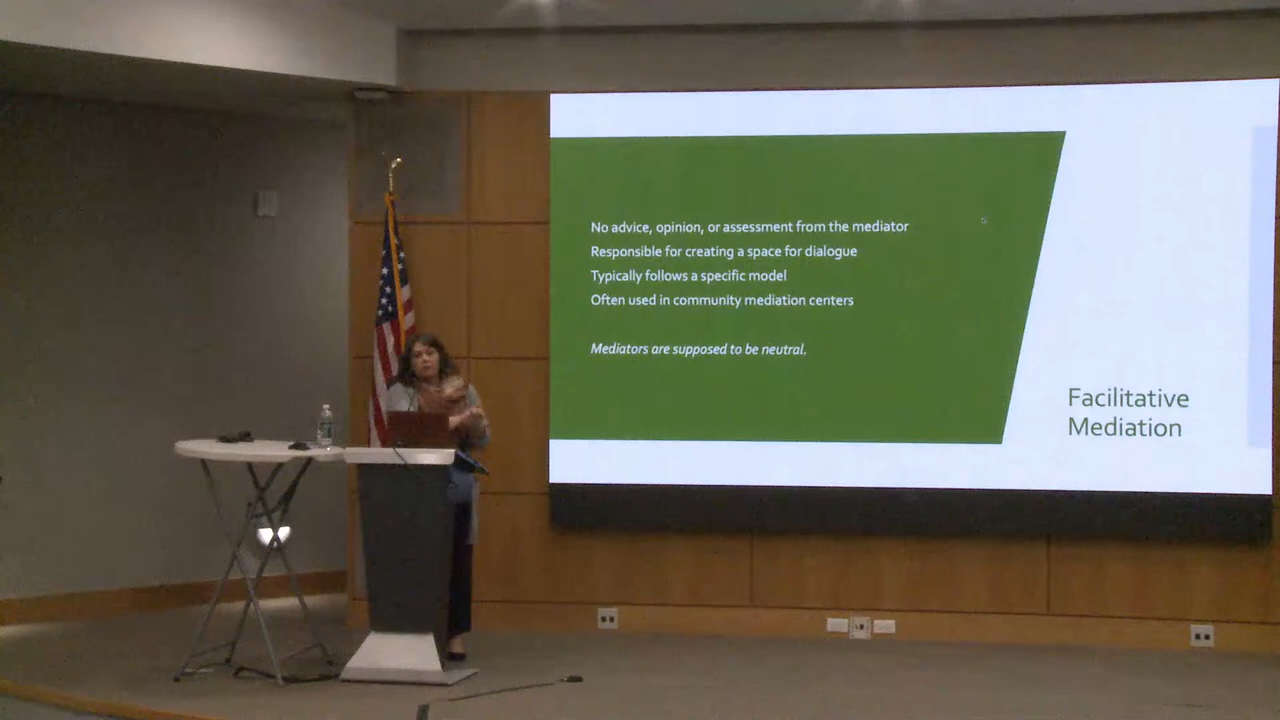 No advice, opinion, or assessment from the mediator
Responsible for creating a space for dialogue
Typically follows a specific model
Often used in community mediation centers
Mediators are supposed to be neutral.
Facilitative
Mediation